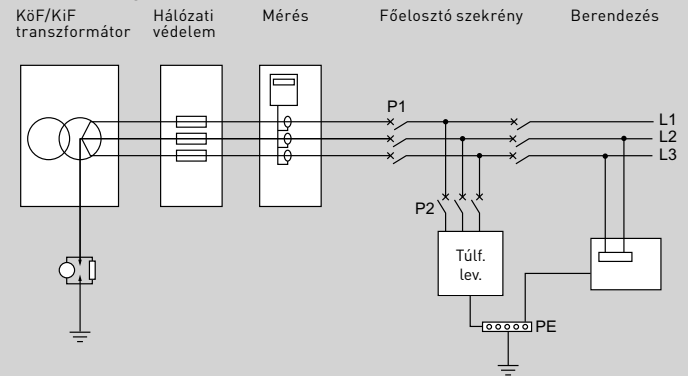 KöF/KiF
transzformátor
Hálózati
védelem
Mérés
Főelosztó szekrény
Berendezés
P1
L1
L2
L3
P2
Túlf.
lev.
PE